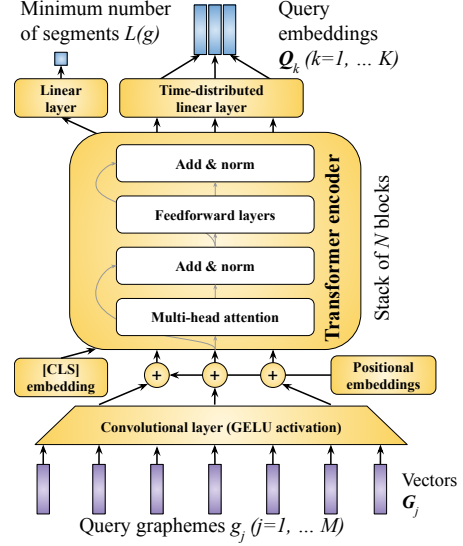 Minimum number
of segments L(g)
Query
embeddings
Q_k (k=1, ... K)
Linear
layer
Time-distributed
linear layer
Add & norm
Feedforward layers
Add & norm
Multi-head attention
Transformer encoder
Stack of N blocks
[CLS]
embedding
+
+
+
Positional
embeddings
Convolutional layer (GELU activation)
Vectors
G_j
Query graphemes g_j (j=1, ... M)